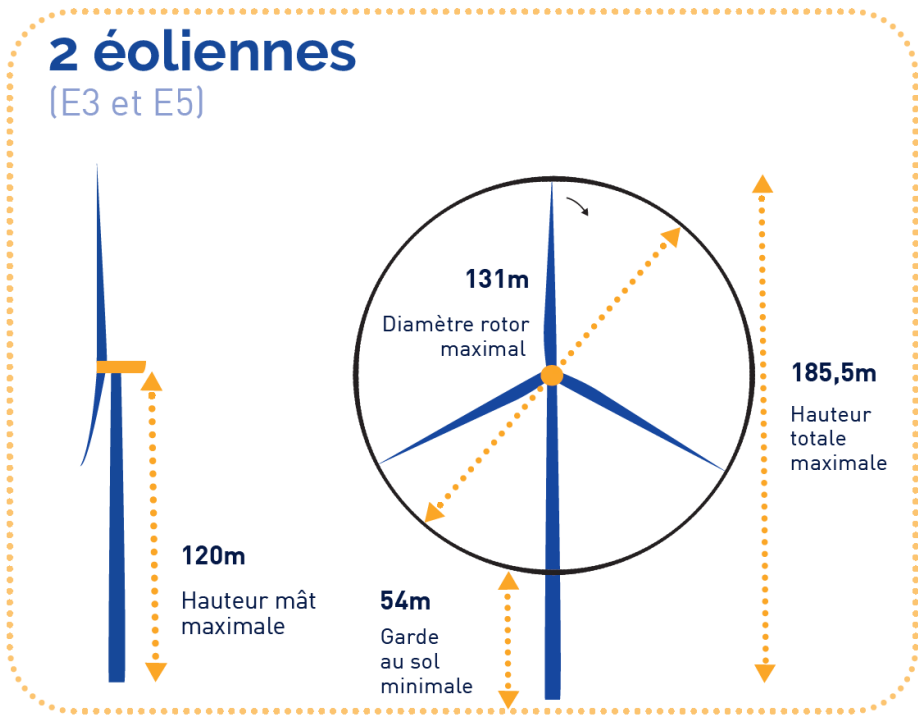 2 éoliennes
(E3 et E5)
131m
Diamètre rotor
maximal
185,5m
Hauteur
totale
maximale
120m
Hauteur mât
maximale
54m
Garde
au sol
minimale